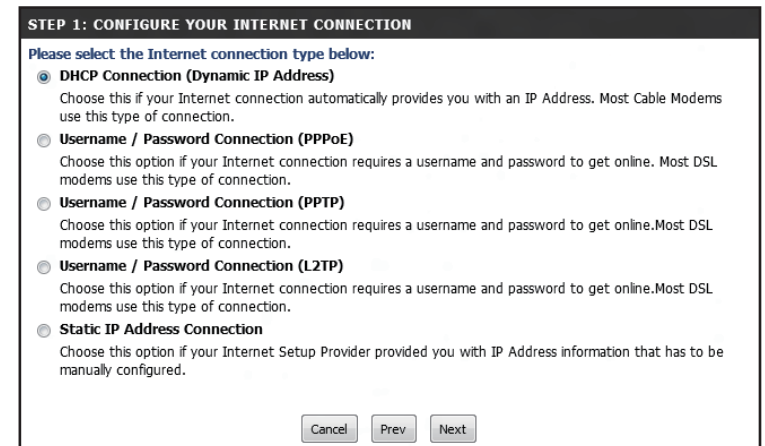 STEP 1: CONFIGURE YOUR INTERNET CONNECTION
Please select the Internet connection type below:
DHCP Connection (Dynamic IP Address)
Choose this if your Internet connection automatically provides you with an IP Address. Most Cable Modems
use this type of connection.
Username / Password Connection (PPPoE)
Choose this option if your Internet connection requires a username and password to get online. Most DSL
modems use this type of connection.
Username / Password Connection (PPTP)
Choose this option if your Internet connection requires a username and password to get online.Most DSL
modems use this type of connection.
Username / Password Connection (L2TP)
Choose this option if your Internet connection requires a username and password to get online.Most DSL
modems use this type of connection.
Static IP Address Connection
Choose this option if your Internet Setup Provider provided you with IP Address information that has to be
manually configured.
Cancel Prev Next